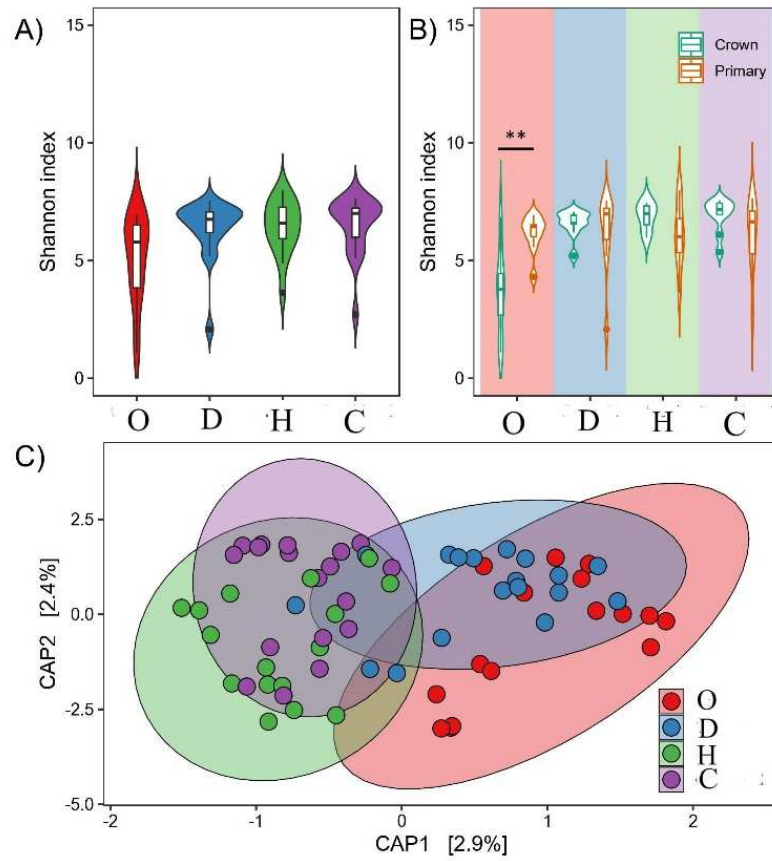 A)
15
10
5
0
Shannon index
O D H C
B)
15
10
5
0
Shannon index
Crown
Primary
**
O D H C
C)
2.5
0.0
-2.5
-5.0
CAP2 [2.4%]
O
D
H
C
-2 -1 0 1 2
CAP1 [2.9%]